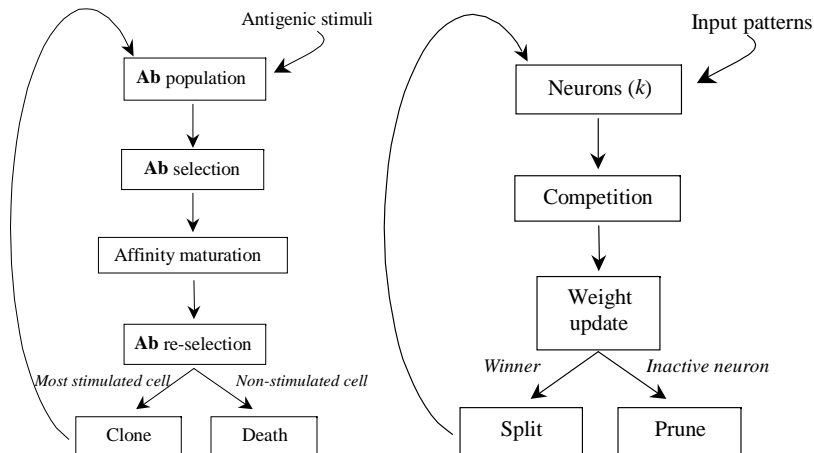 Antigenic stimuli
Ab population
Ab selection
Affinity maturation
Ab re-selection
Most stimulated cell
Non-stimulated cell
Clone
Death
Input patterns
Neurons (k)
Competition
Weight
update
Winner
Inactive neuron
Split
Prune